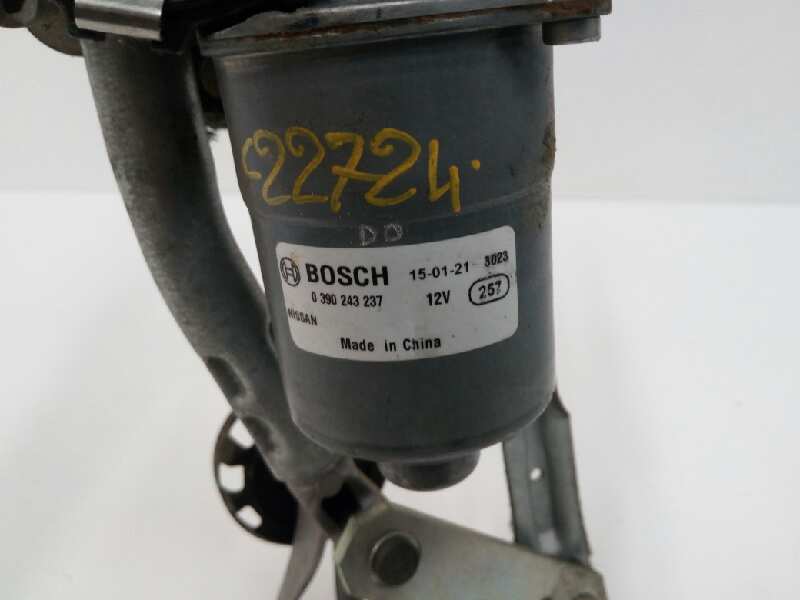 22724.
DD
BOSCH 15-01-21 3023
0 390 243 237 12V 257
NISSAN
Made in China